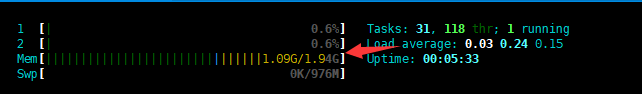 1 [| 0.6%] Tasks: 31, 118 thr; 1 running
2 [| 0.6%] Load average: 0.03 0.24 0.15
Mem[||||||||||||||||||||||||||||||||1.09G/1.94G] Uptime: 00:05:33
Swp[ 0K/976M]